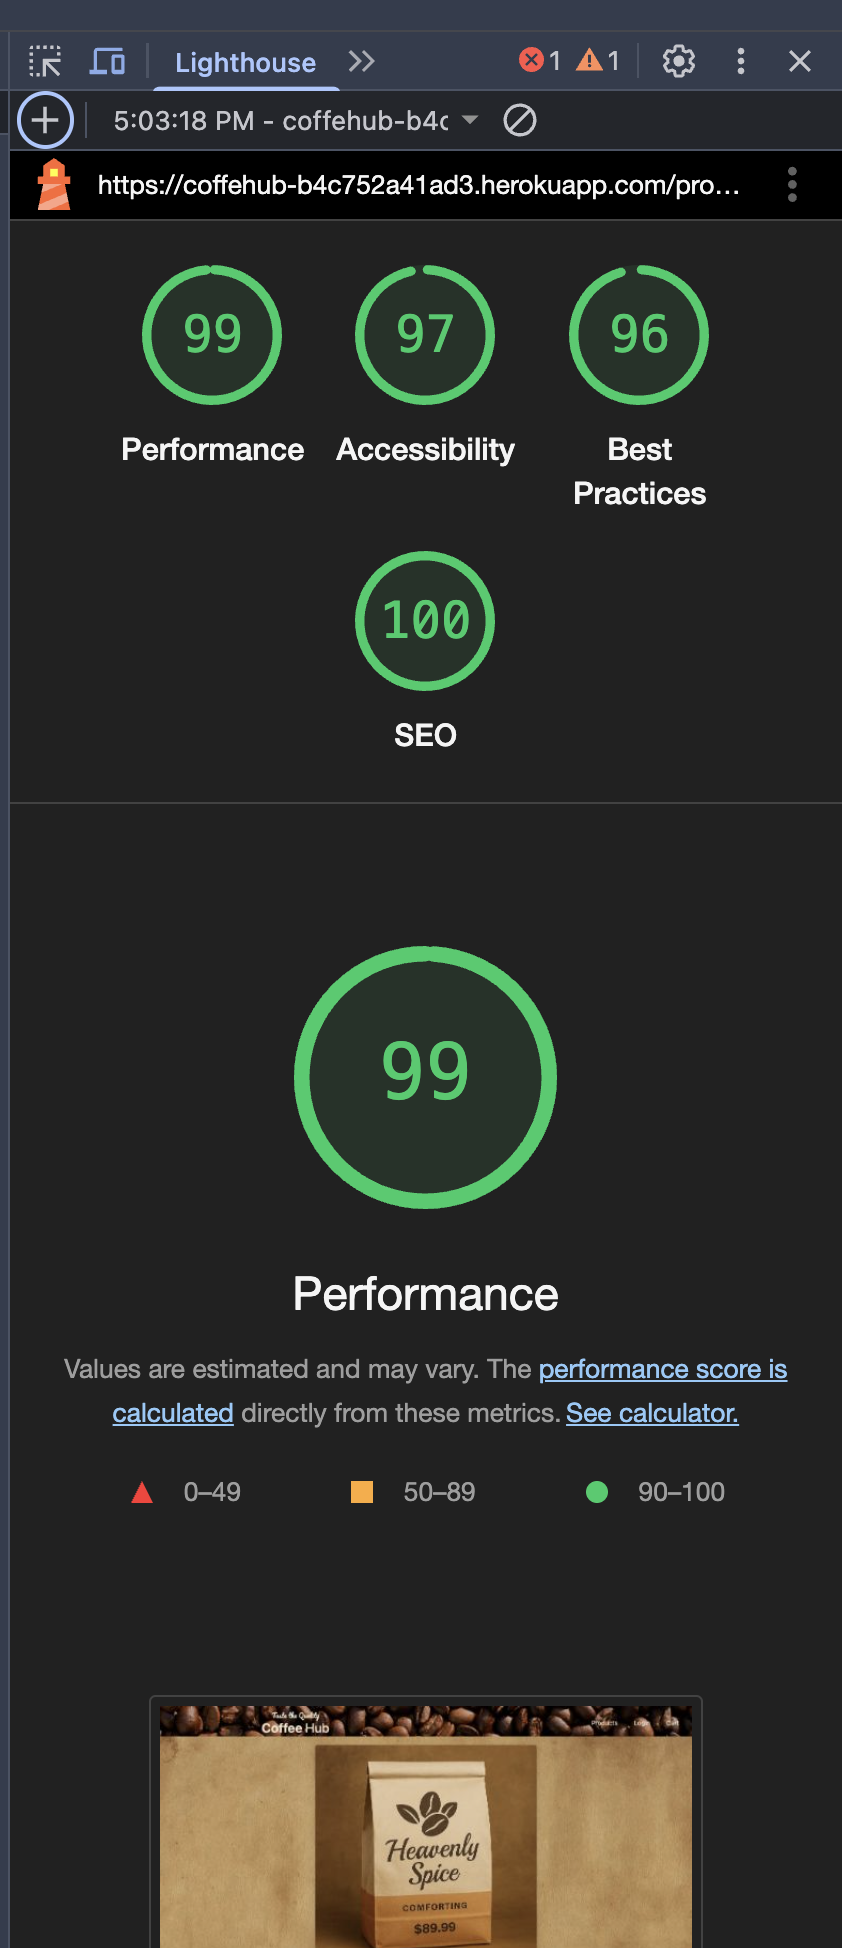 Lighthouse
1
1
5:03:18 PM - coffehub-b4c
https://coffehub-b4c752a41ad3.herokuapp.com/pro...
99
97
96
Performance
Accessibility
Best
Practices
100
SEO
99
Performance
Values are estimated and may vary. The performance score is
calculated directly from these metrics. See calculator.
0–49
50–89
90–100
Taste the Quality
Coffee Hub
Products
Login
Cart
Heavenly
Spice
COMFORTING
$89.99